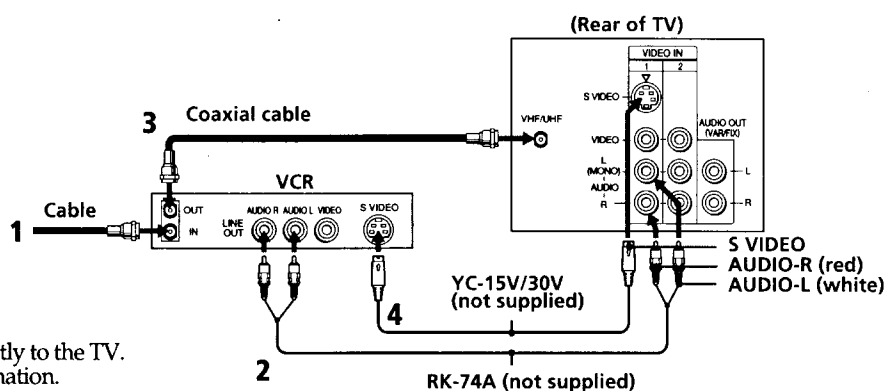 (Rear of TV)
VIDEO IN
1 2
S VIDEO
3 Coaxial cable
VHF/UHF
VIDEO
AUDIO OUT
(VAR/FIX)
L
(MONO)
AUDIO
R
L
R
VCR
1 Cable
OUT
IN
LINE
OUT
AUDIO R AUDIO L VIDEO
S VIDEO
S VIDEO
AUDIO-R (red)
AUDIO-L (white)
YC-15V/30V
(not supplied)
4
tly to the TV.
nation.
2
RK-74A (not supplied)